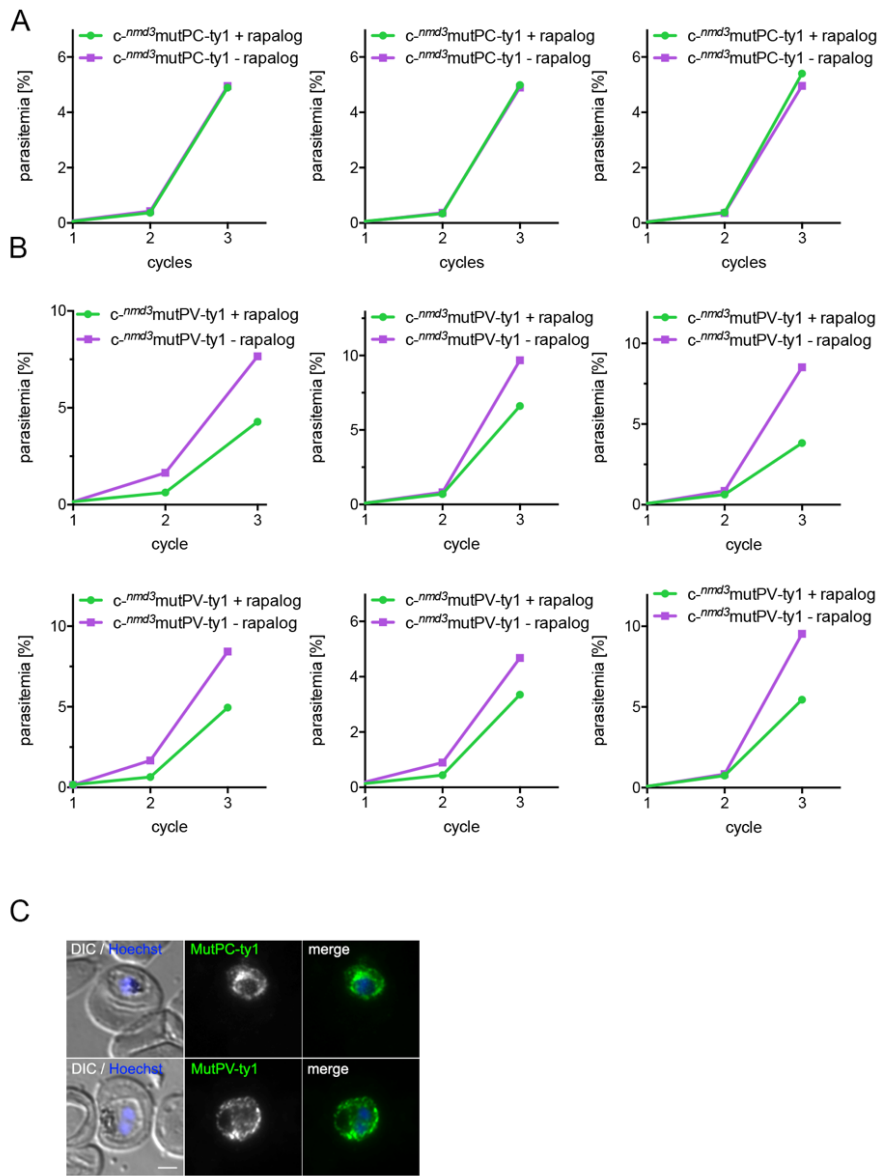 A
c-nmd3mutPC-ty1 + rapalog
c-nmd3mutPC-ty1 - rapalog
parasitemia [%]
6
4
2
0
1 2 3
cycles
c-nmd3mutPC-ty1 + rapalog
c-nmd3mutPC-ty1 - rapalog
parasitemia [%]
6
4
2
0
1 2 3
cycles
c-nmd3mutPC-ty1 + rapalog
c-nmd3mutPC-ty1 - rapalog
parasitemia [%]
6
4
2
0
1 2 3
cycles
B
c-nmd3mutPV-ty1 + rapalog
c-nmd3mutPV-ty1 - rapalog
parasitemia [%]
10
5
0
1 2 3
cycle
c-nmd3mutPV-ty1 + rapalog
c-nmd3mutPV-ty1 - rapalog
parasitemia [%]
10
5
0
1 2 3
cycle
c-nmd3mutPV-ty1 + rapalog
c-nmd3mutPV-ty1 - rapalog
parasitemia [%]
10
5
0
1 2 3
cycle
c-nmd3mutPV-ty1 + rapalog
c-nmd3mutPV-ty1 - rapalog
parasitemia [%]
10
5
0
1 2 3
cycle
c-nmd3mutPV-ty1 + rapalog
c-nmd3mutPV-ty1 - rapalog
parasitemia [%]
6
4
2
0
1 2 3
cycle
c-nmd3mutPV-ty1 + rapalog
c-nmd3mutPV-ty1 - rapalog
parasitemia [%]
10
5
0
1 2 3
cycle
C
DIC / Hoechst MutPC-ty1 merge
DIC / Hoechst MutPV-ty1 merge